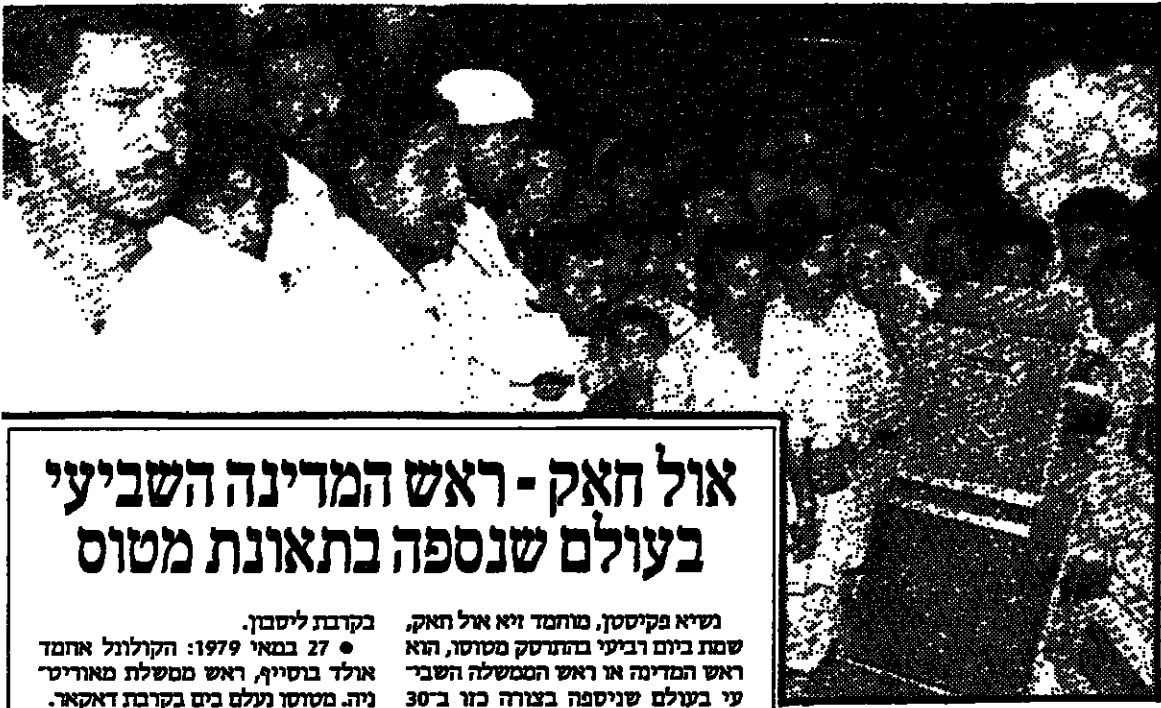 אול חאק - ראש המדינה השביעי
בעולם שנספה בתאונת מטוס
נשיא פקיסטן, מוחמד זיא אול חאק,
שמת ביום רביעי בהתרסק מטוסו, הוא
ראש המדינה או ראש הממשלה השבי־
עי בעולם שניספה בצורה כזו ב־30
בקרבת ליסבון.
● 27 במאי 1979: הקולונל אחמד
אולד בוסייף, ראש ממשלת מאוריט־
ניה. מטוסו נעלם בים בקרבת דאקאר.